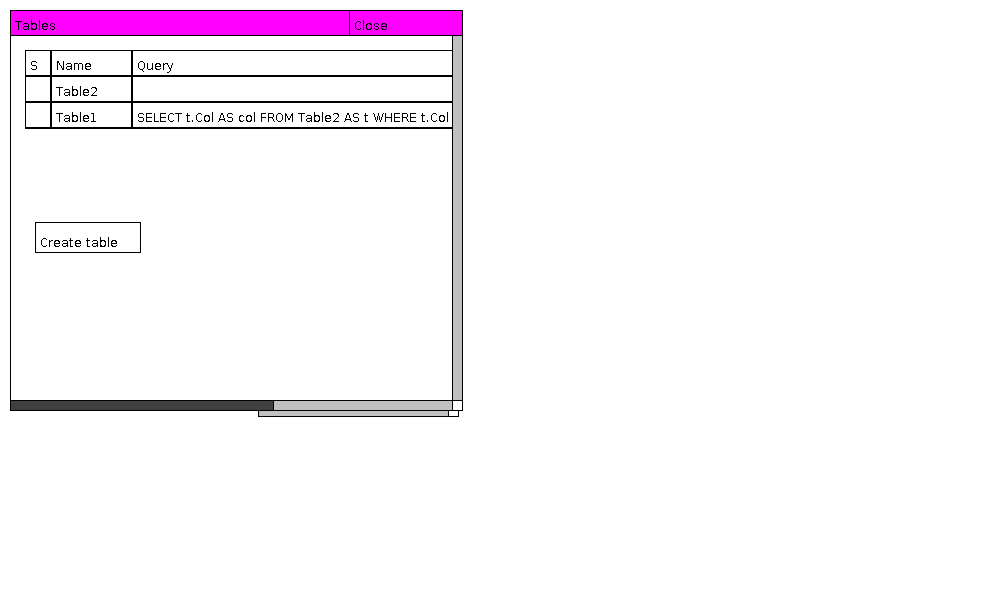 Tables Close
S Name Query
Table2
Table1 SELECT t.Col AS col FROM Table2 AS t WHERE t.Col
Create table